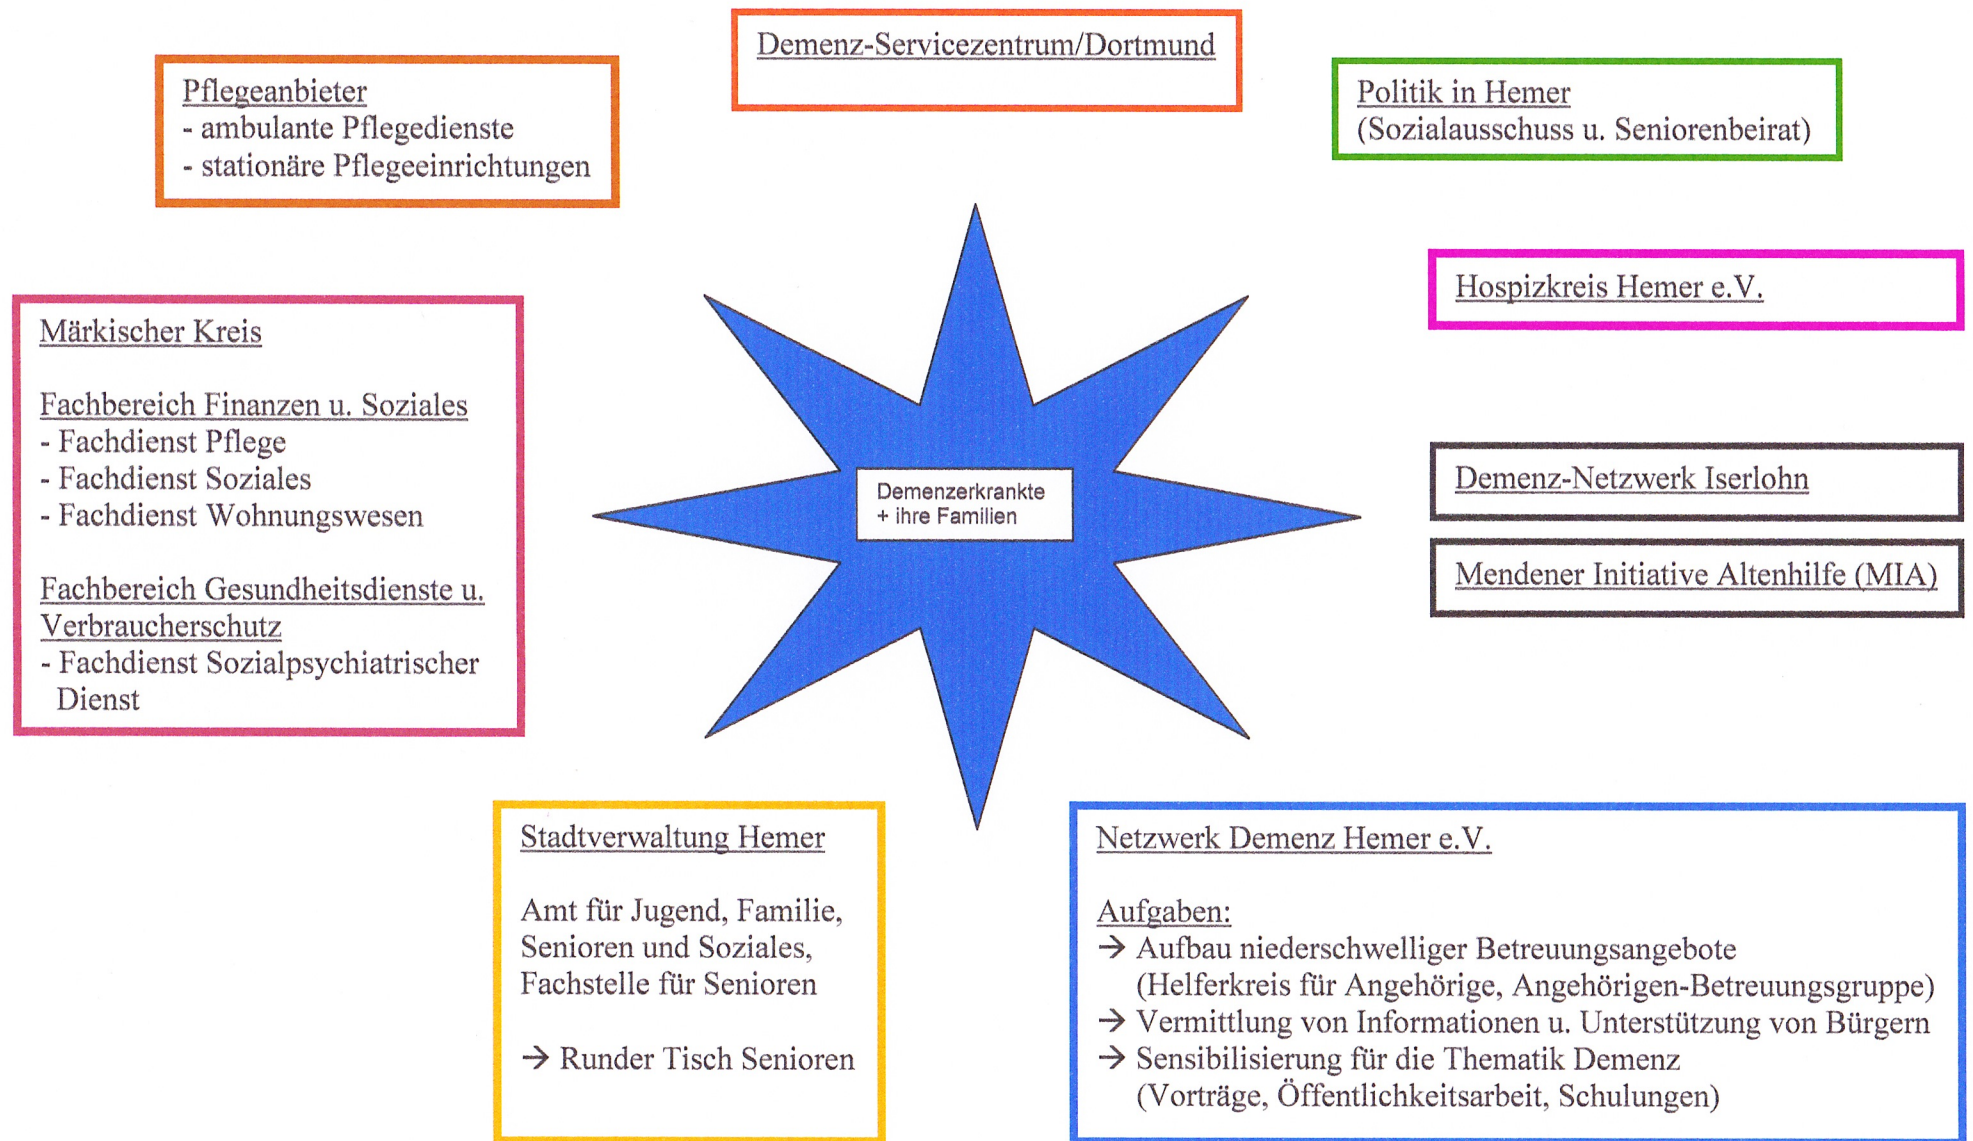 Demenz-Servicezentrum/Dortmund
Pflegeanbieter
- ambulante Pflegedienste
- stationäre Pflegeeinrichtungen
Politik in Hemer
(Sozialausschuss u. Seniorenbeirat)
Hospizkreis Hemer e.V.
Märkischer Kreis
Fachbereich Finanzen u. Soziales
- Fachdienst Pflege
- Fachdienst Soziales
- Fachdienst Wohnungswesen
Fachbereich Gesundheitsdienste u.
Verbraucherschutz
- Fachdienst Sozialpsychiatrischer
Dienst
Demenzerkrankte
+ ihre Familien
Demenz-Netzwerk Iserlohn
Mendener Initiative Altenhilfe (MIA)
Stadtverwaltung Hemer
Amt für Jugend, Familie,
Senioren und Soziales,
Fachstelle für Senioren
→ Runder Tisch Senioren
Netzwerk Demenz Hemer e.V.
Aufgaben:
→ Aufbau niederschwelliger Betreuungsangebote
(Helferkreis für Angehörige, Angehörigen-Betreuungsgruppe)
→ Vermittlung von Informationen u. Unterstützung von Bürgern
→ Sensibilisierung für die Thematik Demenz
(Vorträge, Öffentlichkeitsarbeit, Schulungen)